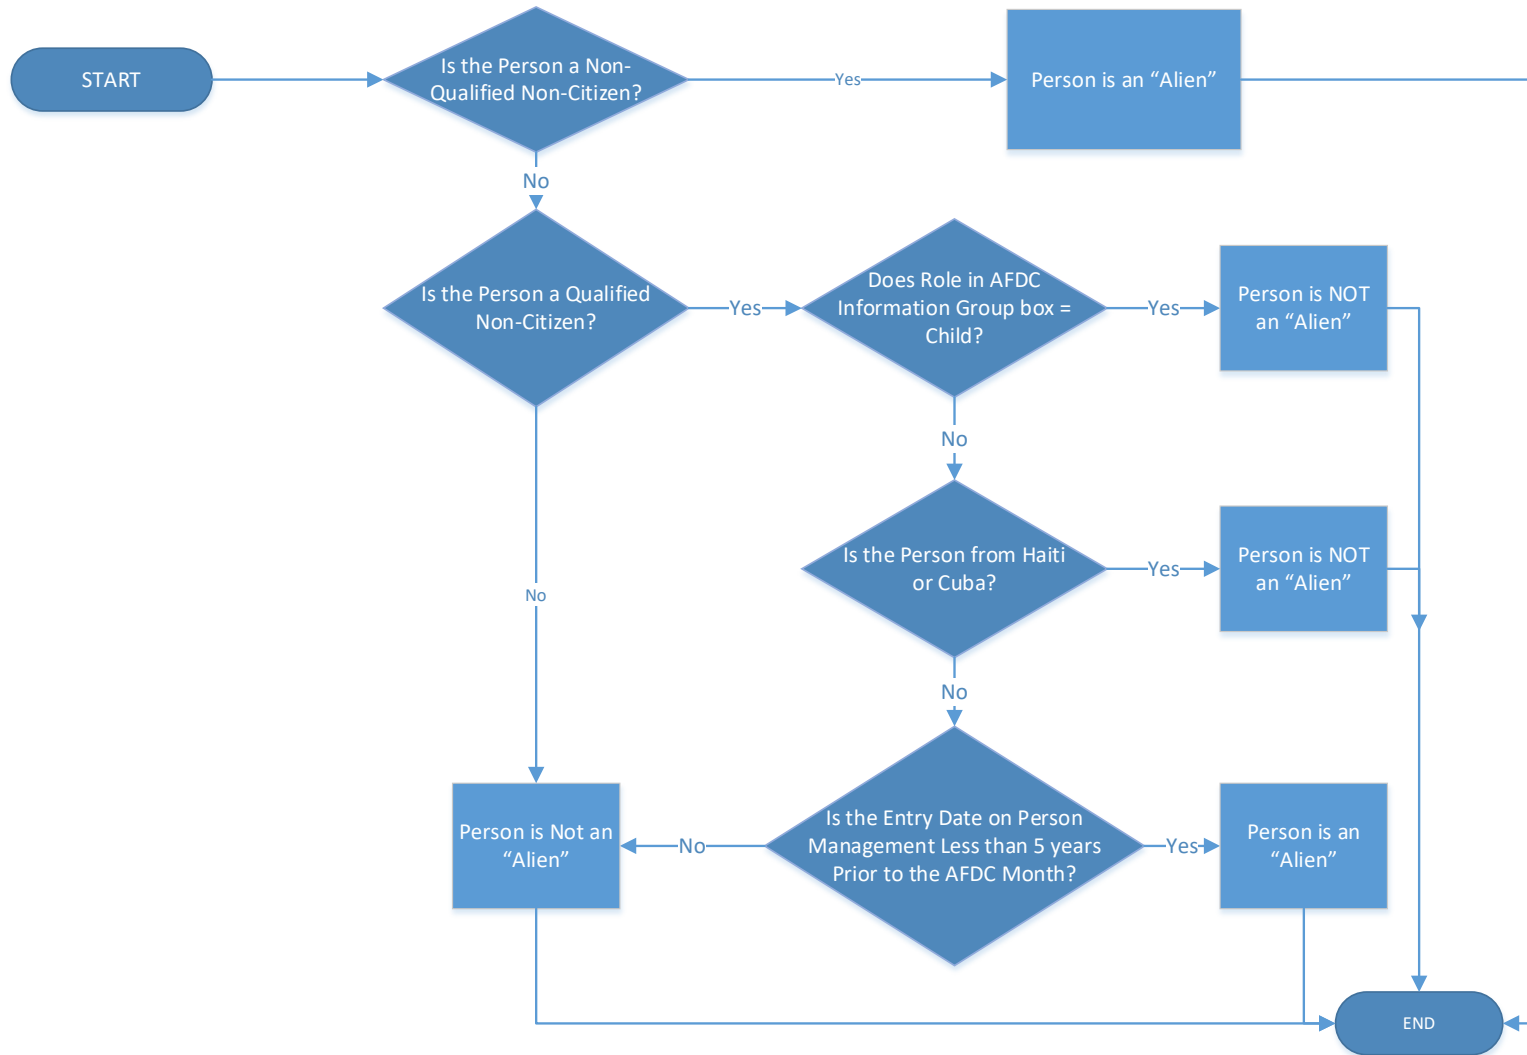 START
Is the Person a Non-
Qualified Non-Citizen?
Yes
Person is an “Alien”
No
Is the Person a Qualified
Non-Citizen?
Yes
Does Role in AFDC
Information Group box =
Child?
Yes
Person is NOT
an “Alien”
No
Is the Person from Haiti
or Cuba?
Yes
Person is NOT
an “Alien”
No
No
Person is Not an
“Alien”
No
Is the Entry Date on Person
Management Less than 5 years
Prior to the AFDC Month?
Yes
Person is an
“Alien”
END